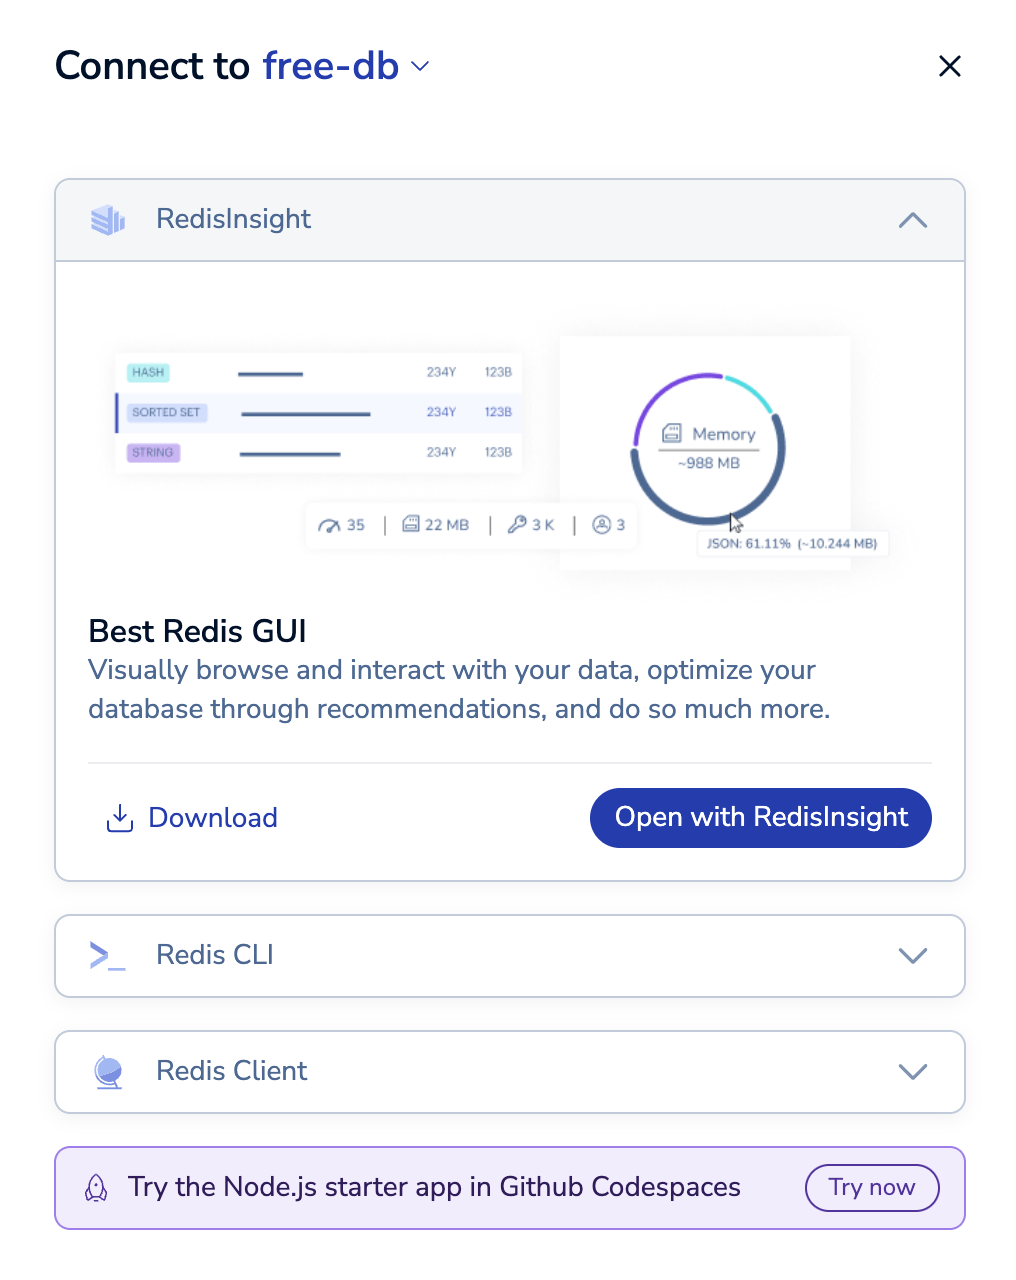 Connect to free-db
RedisInsight
HASH 234Y 123B
SORTED SET 234Y 123B
STRING 234Y 123B
Memory
~988 MB
35 | 22 MB | 3 K | 3
JSON: 61.11% (~10.244 MB)
Best Redis GUI
Visually browse and interact with your data, optimize your
database through recommendations, and do so much more.
Download Open with RedisInsight
Redis CLI
Redis Client
Try the Node.js starter app in Github Codespaces Try now